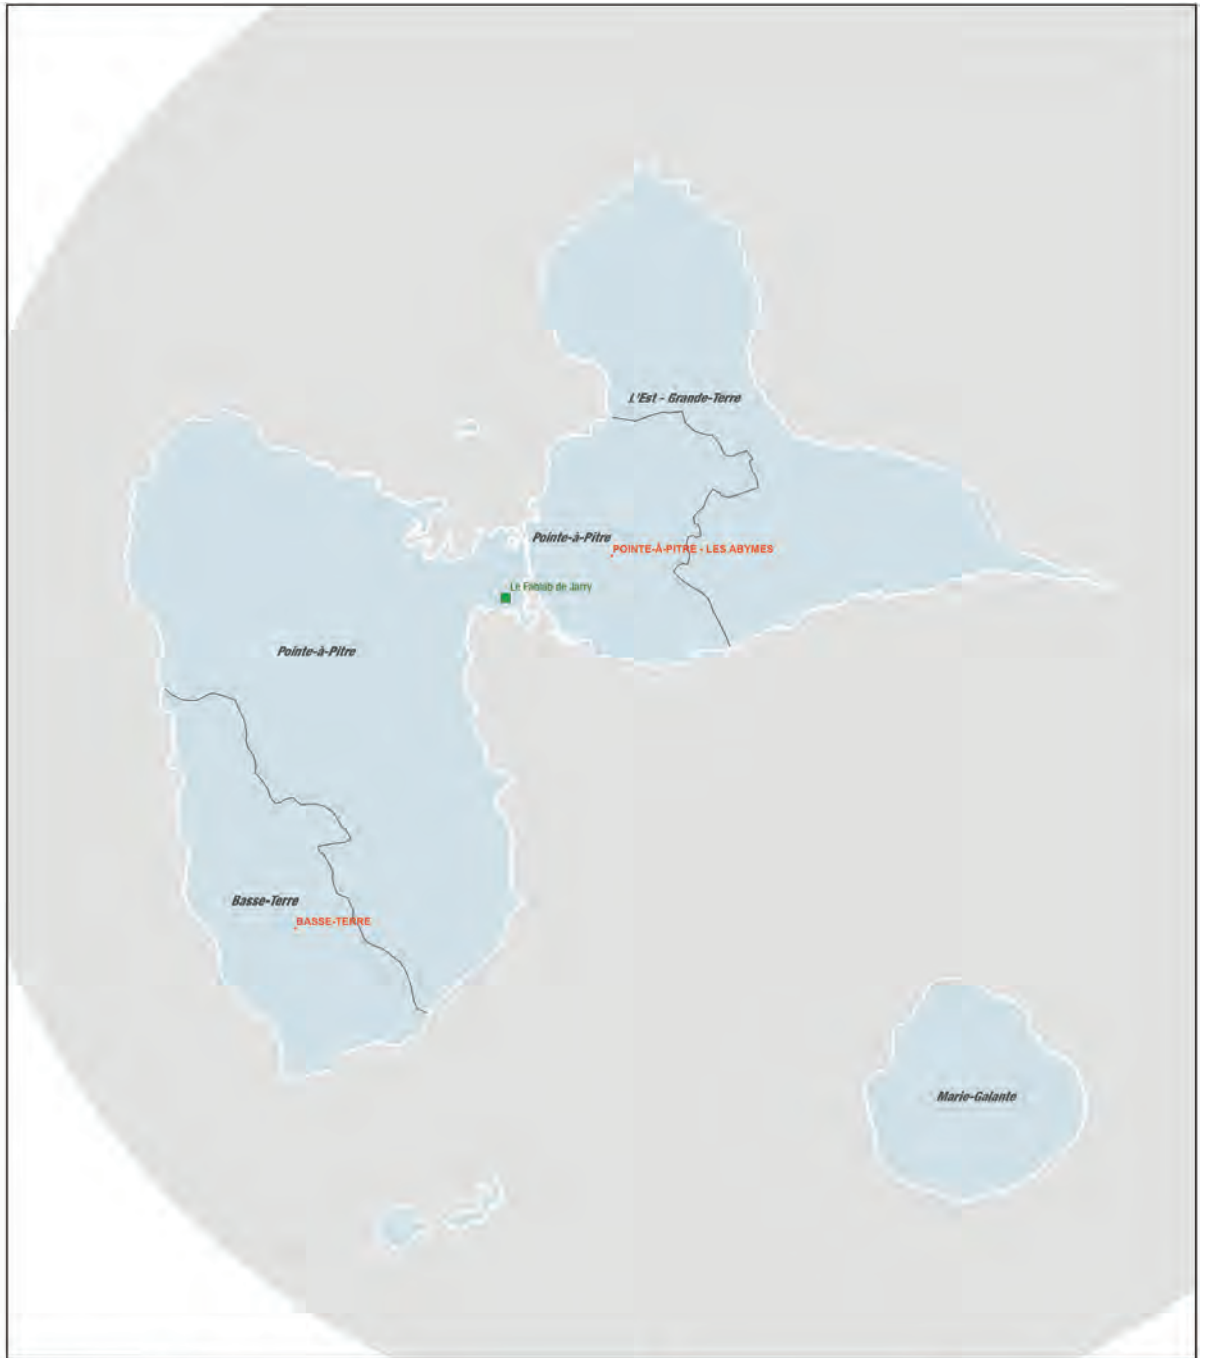 L'Est - Grande-Terre
Pointe-à-Pitre
POINTE-À-PITRE - LES ABYMES
Le Fablab de Jarry
Pointe-à-Pitre
Basse-Terre
BASSE-TERRE
Marie-Galante